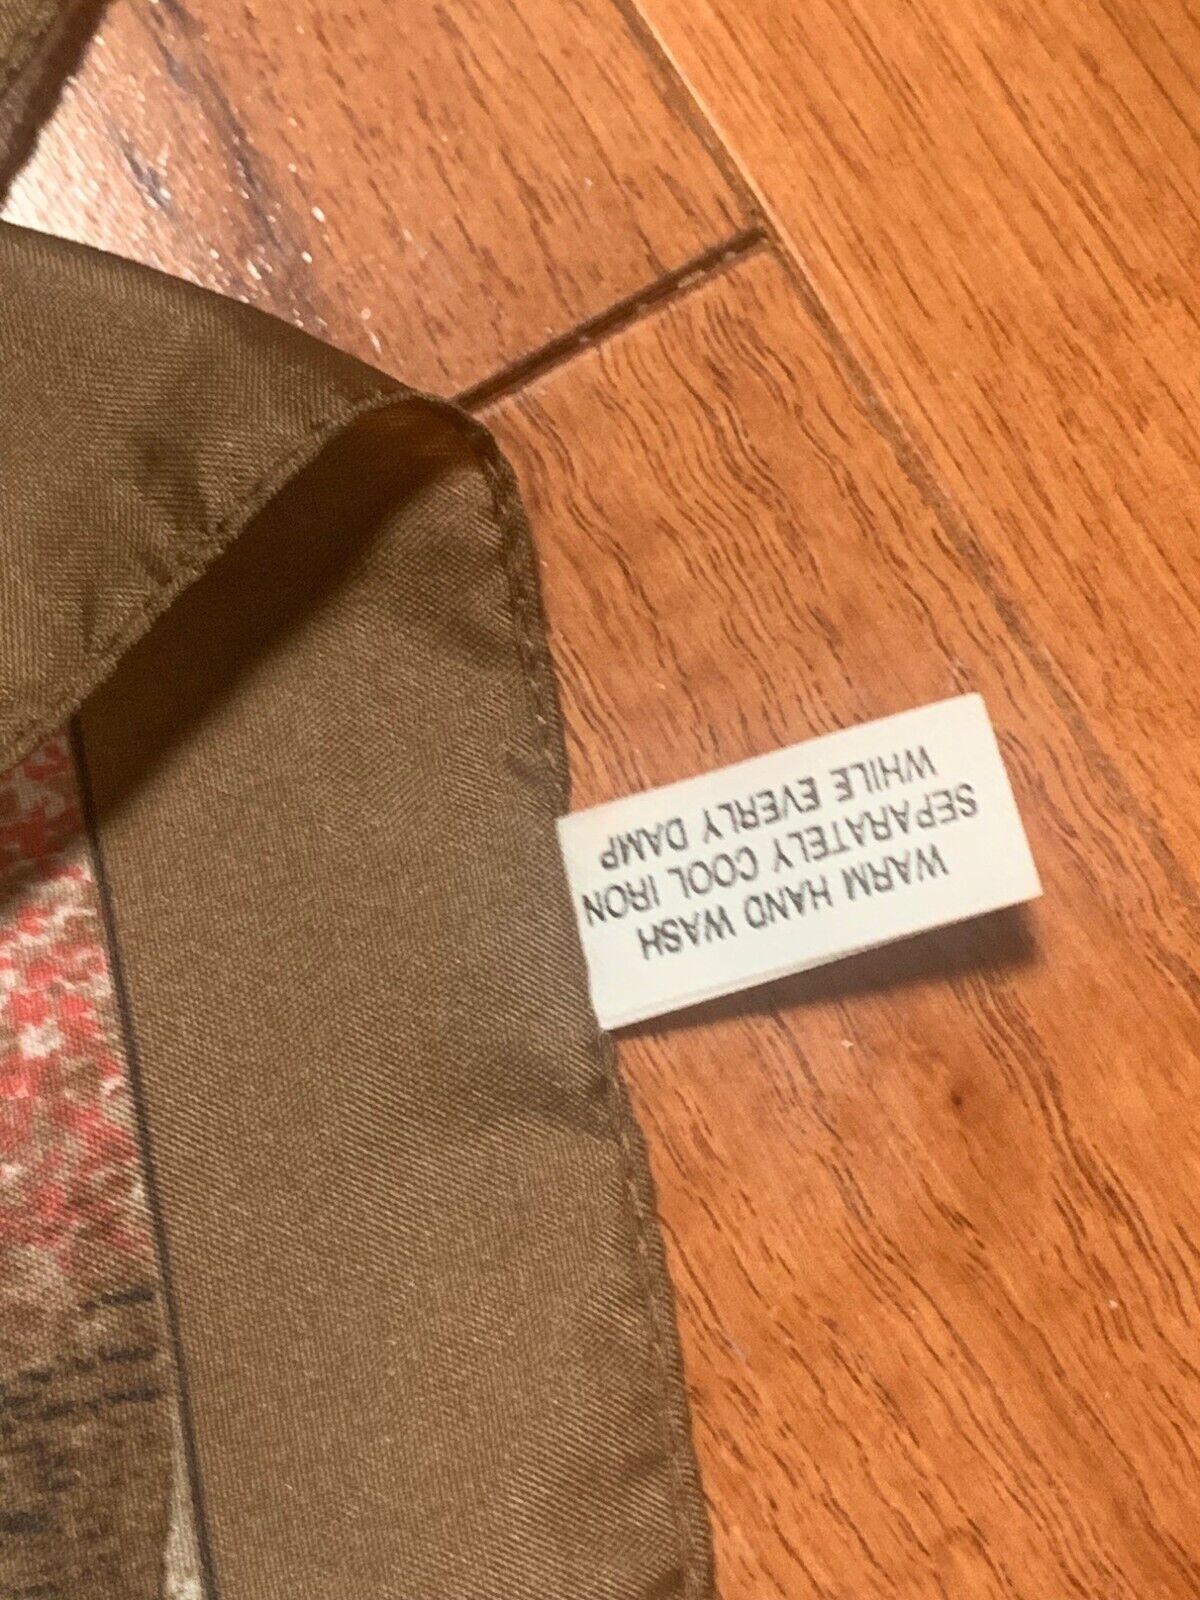 WARM HAND WASH
SEPARATELY COOL IRON
WHILE EVERLY DAMP